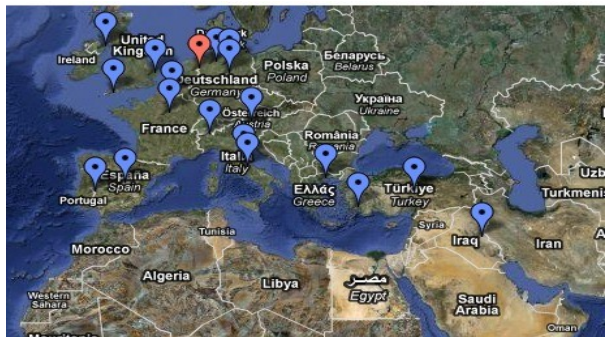 United
Kingdom
Ireland
Polska
Poland
Беларусь
Belarus
Deutschland
Germany
Україна
Ukraine
Österreich
Austria
France
România
Italy
España
Spain
Portugal
Ελλάς
Greece
Türkiye
Turkey
Uzb
Turkmenis
Syria
Iraq
Iran
Tunisia
Morocco
Algeria
Libya
مصر
Egypt
Western
Sahara
Saudi
Arabia
Oman